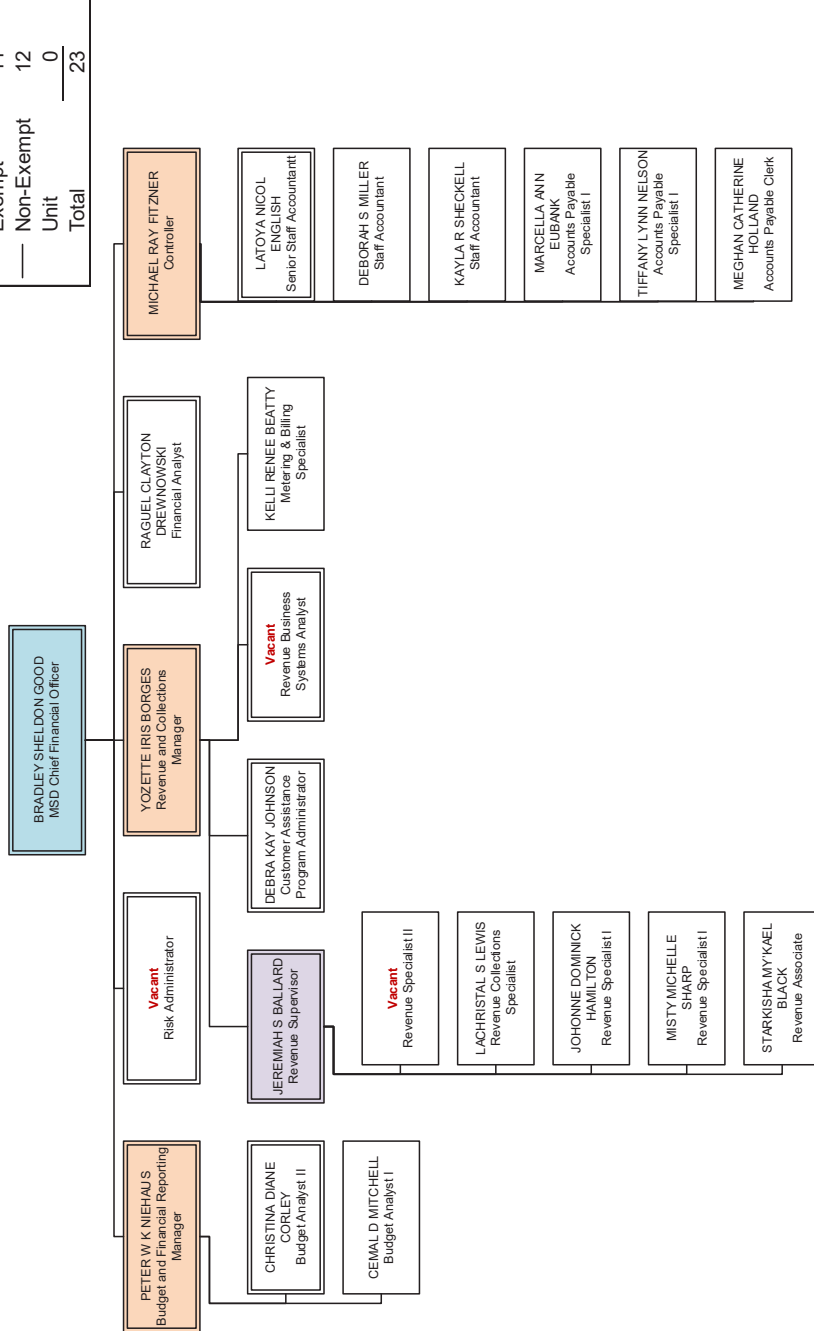 Non-Exempt 12
Unit 0
Total 23
BRADLEY SHELDON GOOD
MSD Chief Financial Officer
PETER W K NIEHAUS
Budget and Financial Reporting
Manager
Vacant
Risk Administrator
YOZETTE IRIS BORGES
Revenue and Collections
Manager
RAGUEL CLAYTON
DREWNOWSKI
Financial Analyst
MICHAEL RAY FITZNER
Controller
CHRISTINA DIANE
CORLEY
Budget Analyst II
CEMAL D MITCHELL
Budget Analyst I
JEREMIAH S BALLARD
Revenue Supervisor
DEBRA KAY JOHNSON
Customer Assistance
Program Administrator
Vacant
Revenue Business
Systems Analyst
KELLI RENEE BEATTY
Metering & Billing
Specialist
Vacant
Revenue Specialist II
LACHRISTAL S LEWIS
Revenue Collections
Specialist
JOHONNE DOMINICK
HAMILTON
Revenue Specialist I
MISTY MICHELLE
SHARP
Revenue Specialist I
STARKISHA MY'KAEL
BLACK
Revenue Associate
LATOYA NICOL
ENGLISH
Senior Staff Accountantt
DEBORAH S MILLER
Staff Accountant
KAYLA R SHECKELL
Staff Accountant
MARCELLA ANN
EUBANK
Accounts Payable
Specialist I
TIFFANY LYNN NELSON
Accounts Payable
Specialist I
MEGHAN CATHERINE
HOLLAND
Accounts Payable Clerk